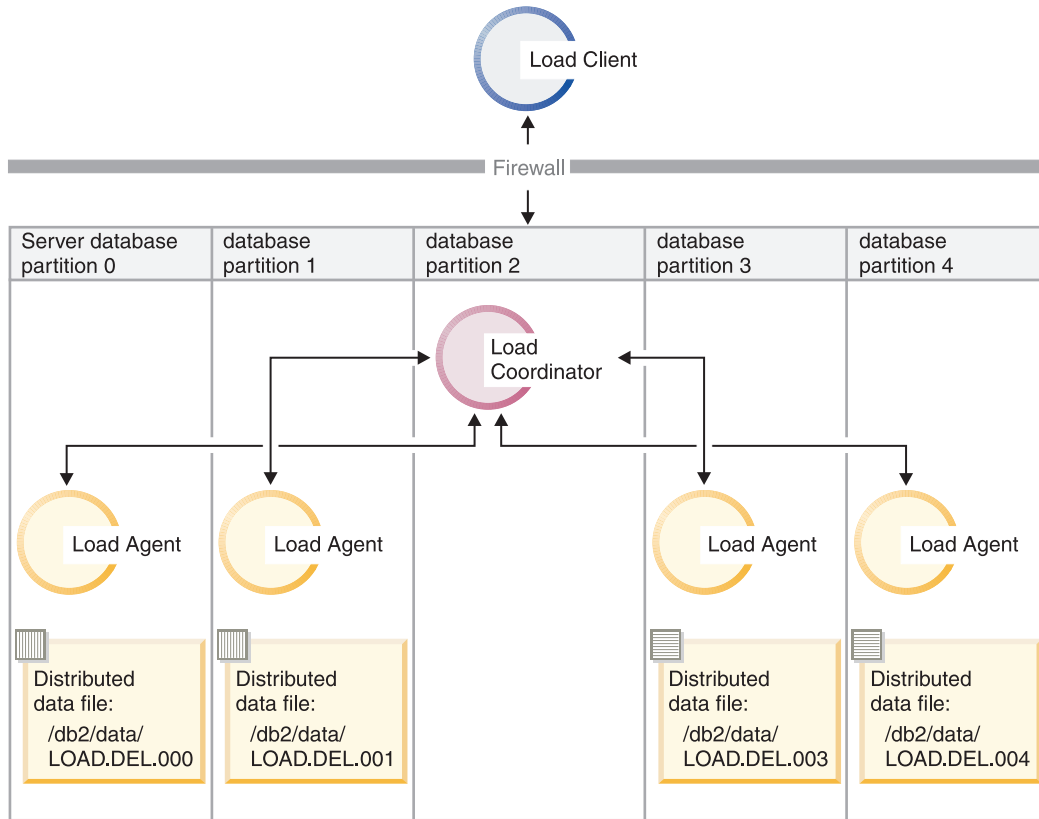 Load Client
Firewall
Server database
partition 0
database
partition 1
database
partition 2
database
partition 3
database
partition 4
Load
Coordinator
Load Agent
Load Agent
Load Agent
Load Agent
Distributed
data file:
/db2/data/
LOAD.DEL.000
Distributed
data file:
/db2/data/
LOAD.DEL.001
Distributed
data file:
/db2/data/
LOAD.DEL.003
Distributed
data file:
/db2/data/
LOAD.DEL.004